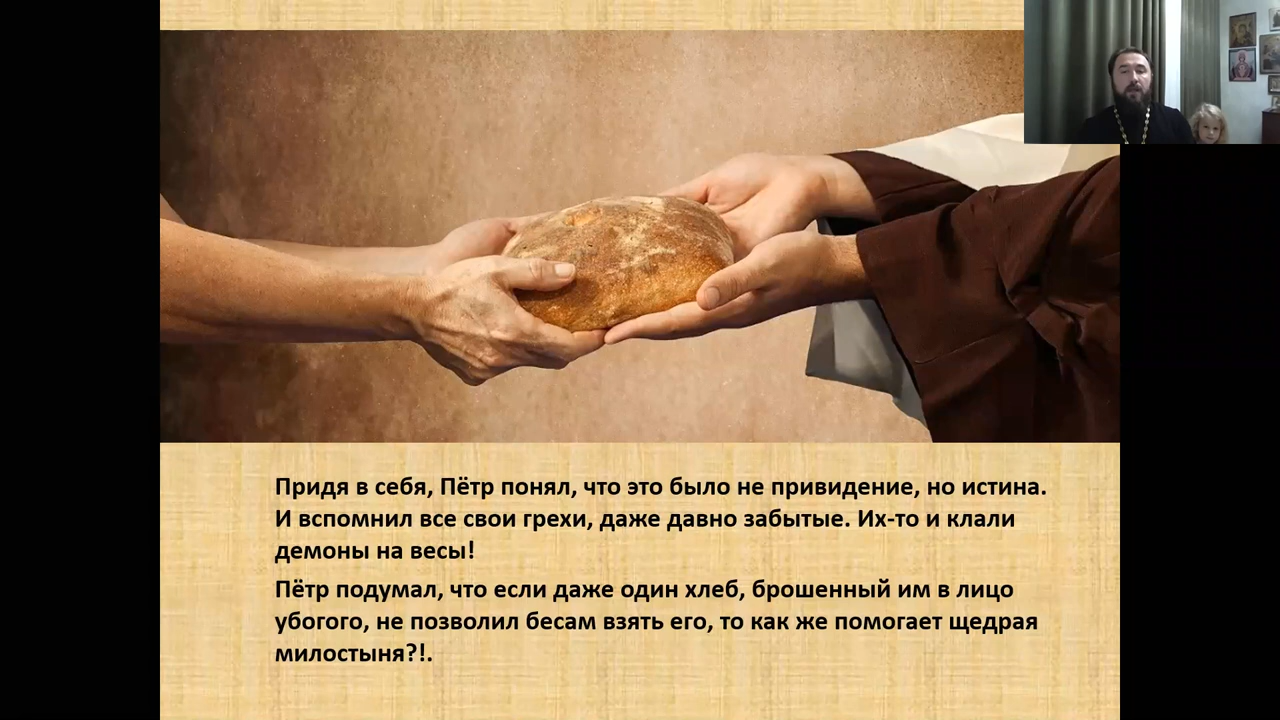 Придя в себя, Пётр понял, что это было не привидение, но истина.
И вспомнил все свои грехи, даже давно забытые. Их-то и клали
демоны на весы!
Пётр подумал, что если даже один хлеб, брошенный им в лицо
убогого, не позволил бесам взять его, то как же помогает щедрая
милостыня?!.